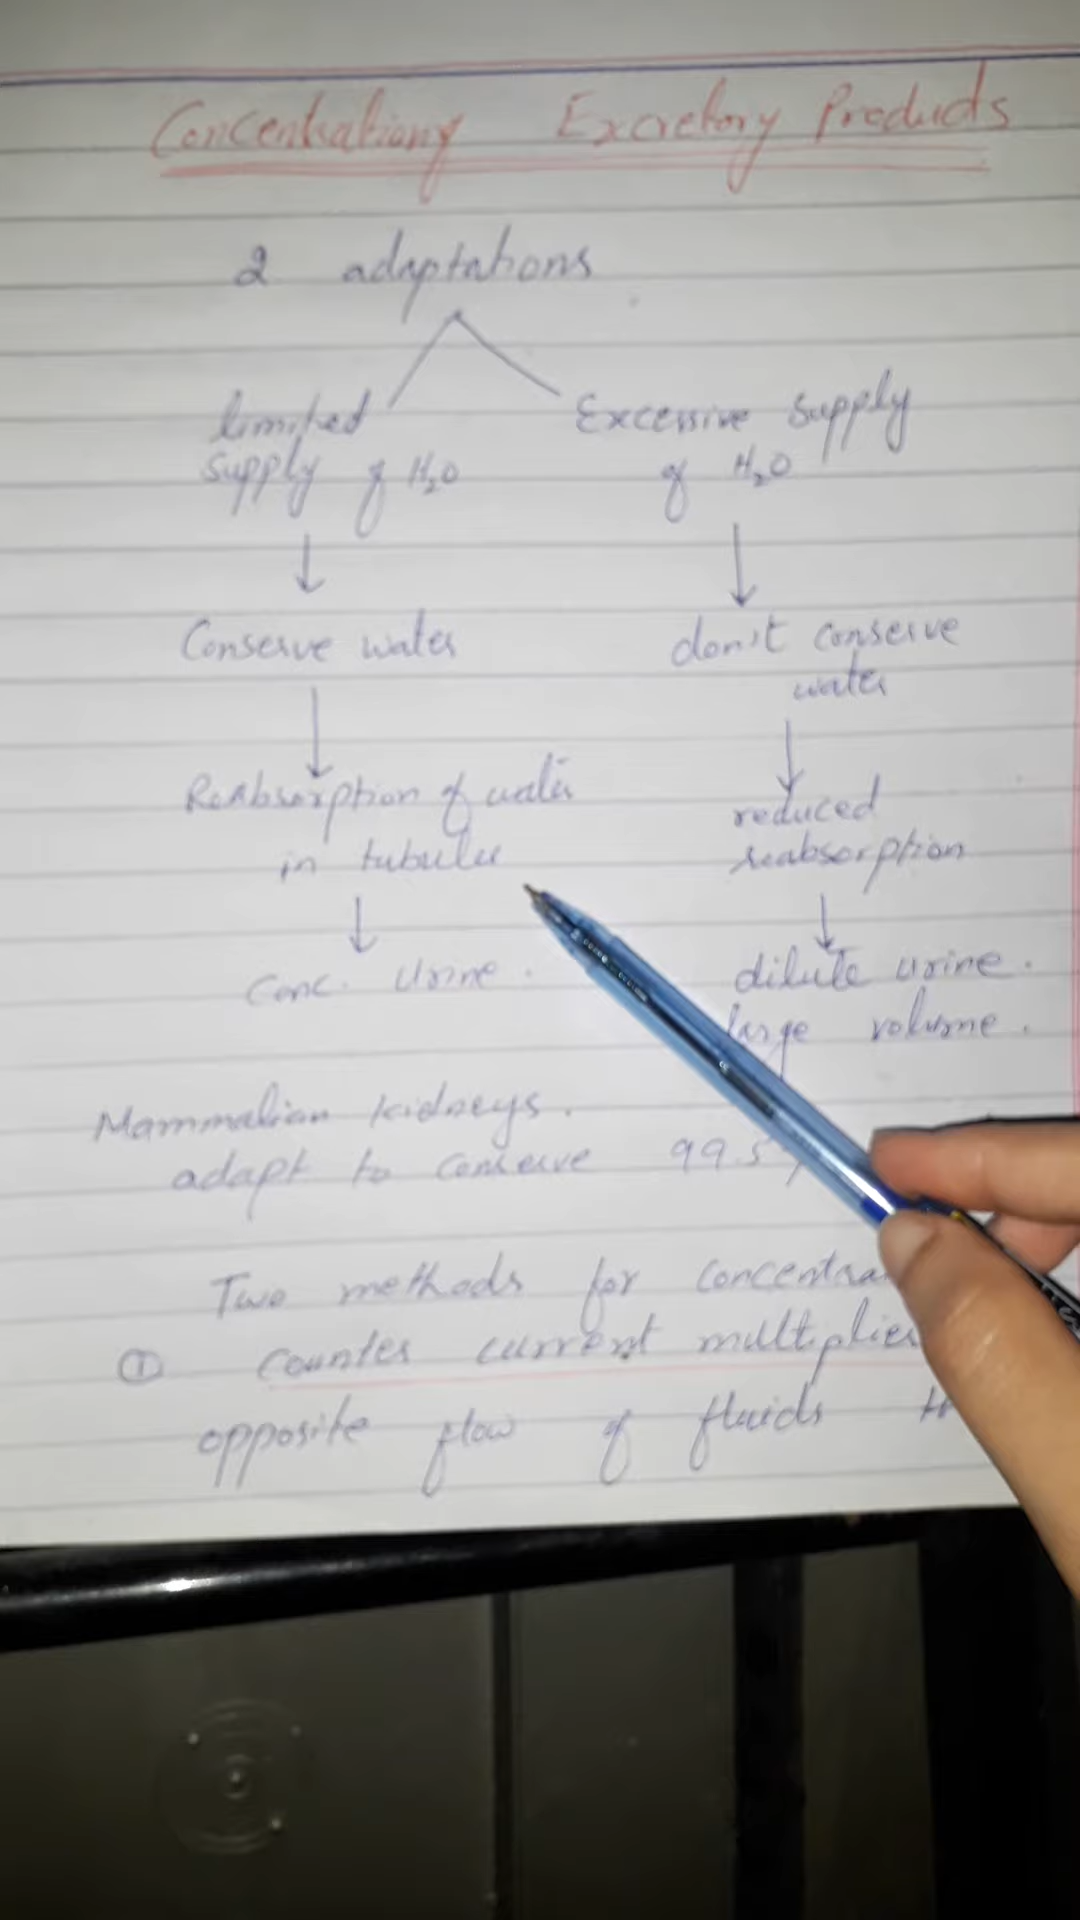 Concentration of Excretory Products
2 adaptations
limited
supply of H₂O
Excessive supply
of H₂O
Conserve water
don't conserve
water
Reabsorption of water
in tubules
reduced
reabsorption
Conc. Urine.
dilute urine.
large volume.
Mammalian kidneys.
adapt to conserve 99.5
Two methods for
① counter current multiplier
opposite flow of fluids